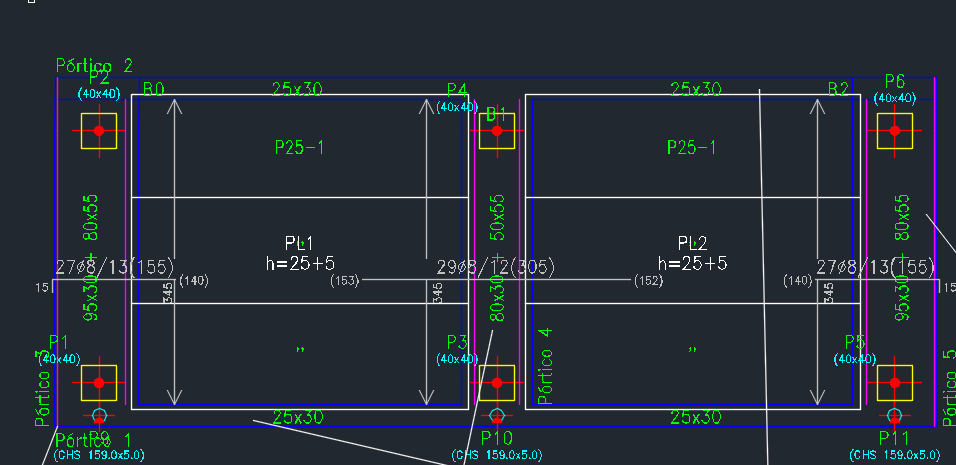 Pórtico 2
P2
(40x40)
B0
25x30
P4
(40x40)
B1
25x30
B2
P6
(40x40)
P25-1
P25-1
95x30 + 80x55
80x30 + 50x55
95x30 + 80x55
PL1
h=25+5
PL2
h=25+5
27ø8/13(155)
29ø8/12(305)
27ø8/13(155)
15
(140)
(153)
(152)
(140)
15
345
345
345
P1
(40x40)
P3
(40x40)
P5
(40x40)
"
"
Pórtico 3
Pórtico 4
Pórtico 5
25x30
25x30
Pórtico 1
P9
(CHS 159.0x5.0)
P10
(CHS 159.0x5.0)
P11
(CHS 159.0x5.0)